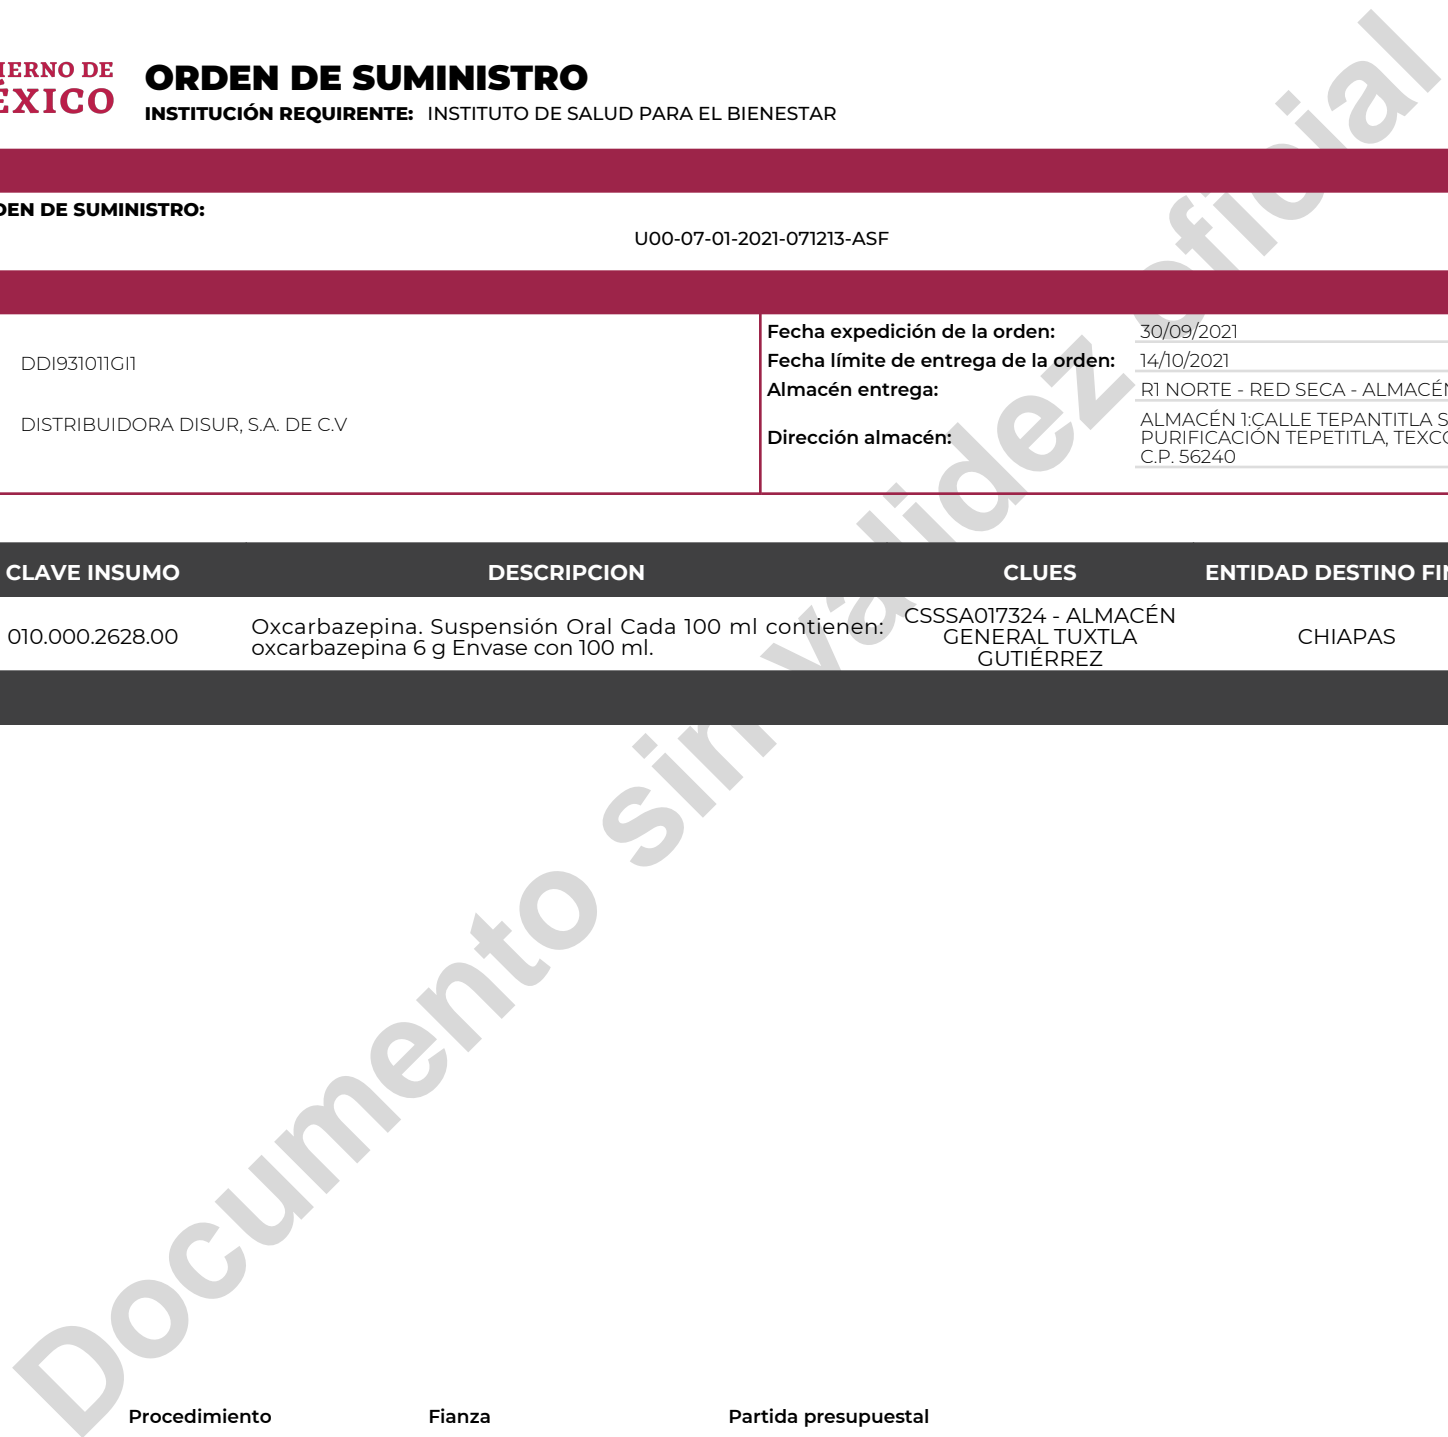 IERNO DE
ÉXICO
ORDEN DE SUMINISTRO
INSTITUCIÓN REQUIRENTE: INSTITUTO DE SALUD PARA EL BIENESTAR
DEN DE SUMINISTRO:
U00-07-01-2021-071213-ASF
DDI931011GI1
DISTRIBUIDORA DISUR, S.A. DE C.V
Fecha expedición de la orden: 30/09/2021
Fecha límite de entrega de la orden: 14/10/2021
Almacén entrega: R1 NORTE - RED SECA - ALMACÉN
Dirección almacén: ALMACÉN 1:CALLE TEPANTITLA S
PURIFICACIÓN TEPETITLA, TEXCO
C.P. 56240
CLAVE INSUMO DESCRIPCION CLUES ENTIDAD DESTINO FIN
010.000.2628.00
Oxcarbazepina. Suspensión Oral Cada 100 ml contienen:
oxcarbazepina 6 g Envase con 100 ml.
CSSSA017324 - ALMACÉN
GENERAL TUXTLA
GUTIÉRREZ
CHIAPAS
Documento sin validez oficial
Procedimiento Fianza Partida presupuestal